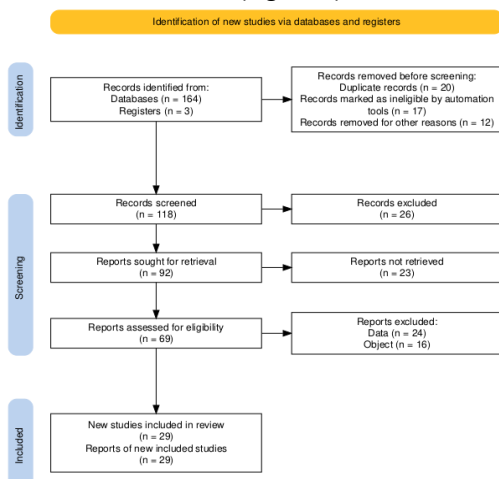 Identification of new studies via databases and registers
Identification
Records identified from:
Databases (n = 164)
Registers (n = 3)
Records removed before screening:
Duplicate records (n = 20)
Records marked as ineligible by automation
tools (n = 17)
Records removed for other reasons (n = 12)
Screening
Records screened
(n = 118)
Records excluded
(n = 26)
Reports sought for retrieval
(n = 92)
Reports not retrieved
(n = 23)
Reports assessed for eligibility
(n = 69)
Reports excluded:
Data (n = 24)
Object (n = 16)
Included
New studies included in review
(n = 29)
Reports of new included studies
(n = 29)